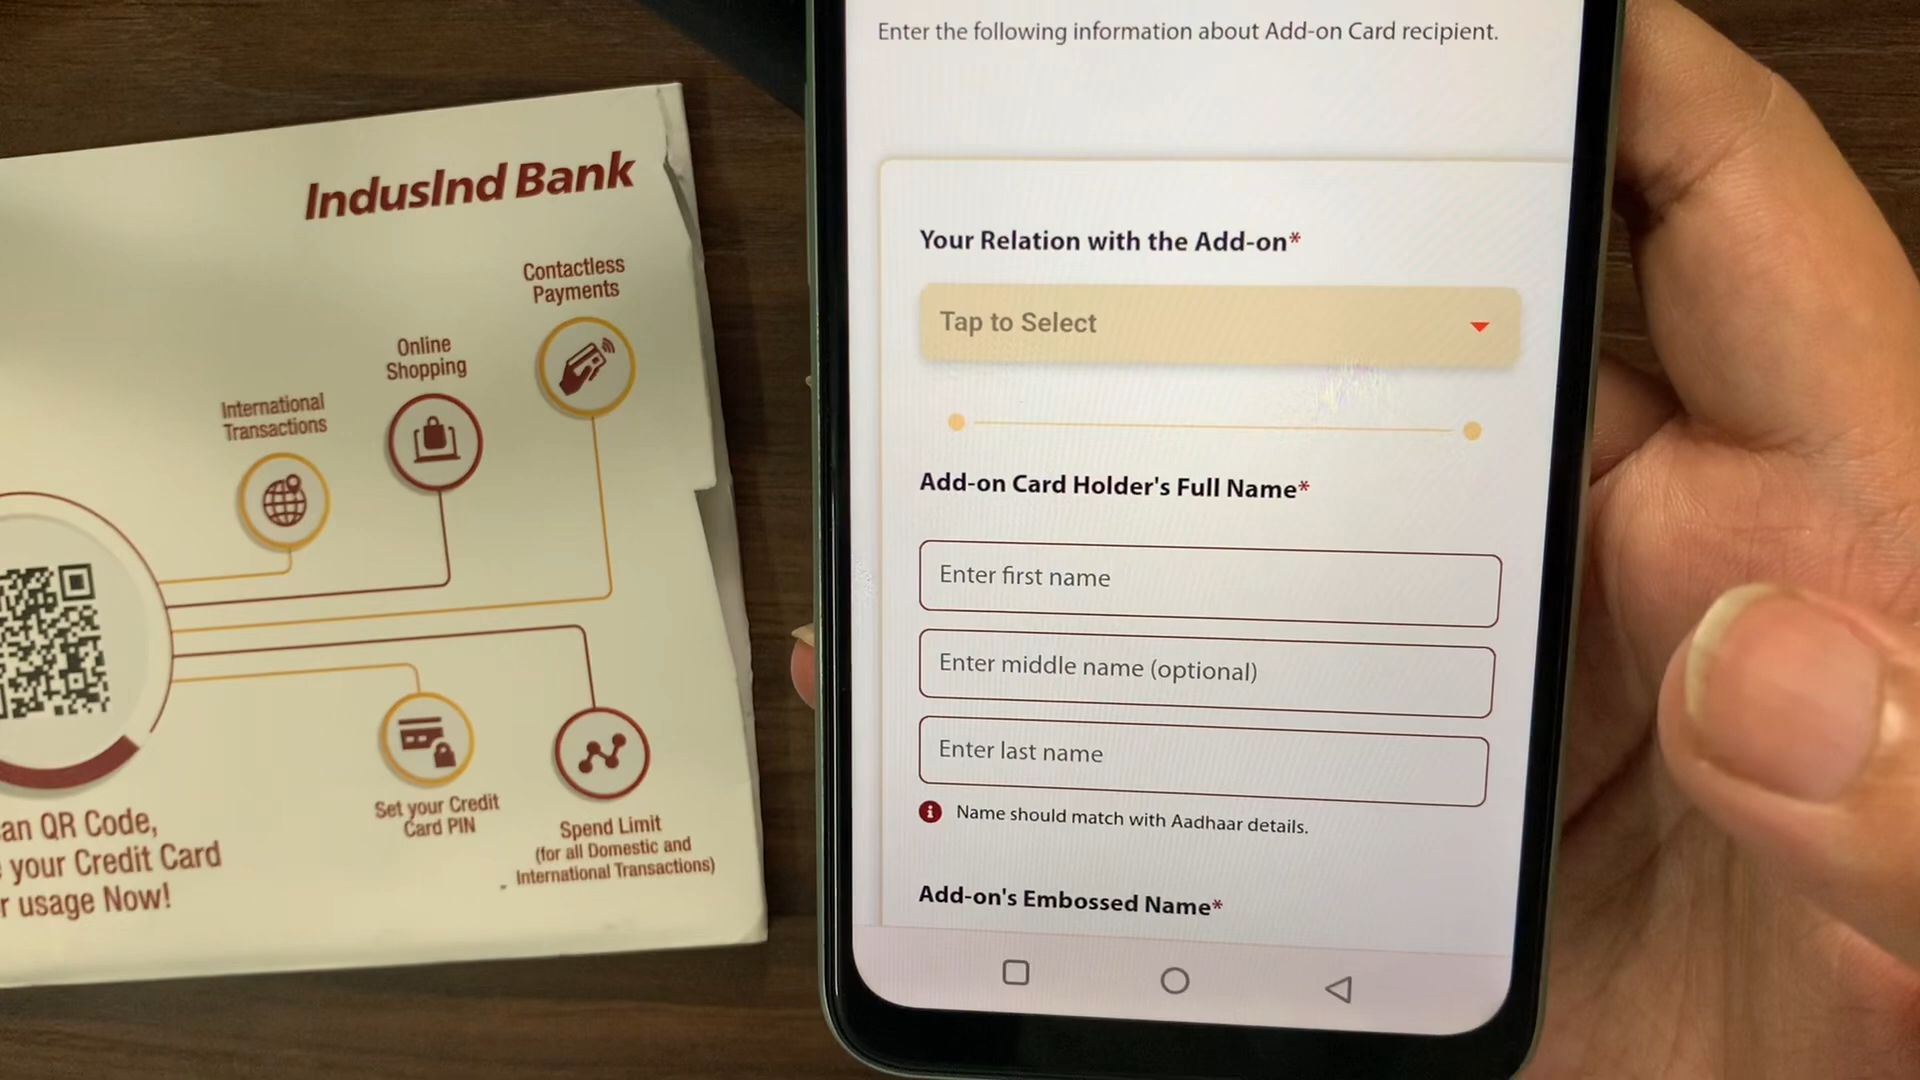 IndusInd Bank
Contactless
Payments
Online
Shopping
International
Transactions
Set your Credit
Card PIN
Spend Limit
(for all Domestic and
International Transactions)
QR Code,
your Credit Card
usage Now!
Enter the following information about Add-on Card recipient.
Your Relation with the Add-on*
Tap to Select
Add-on Card Holder's Full Name*
Enter first name
Enter middle name (optional)
Enter last name
Name should match with Aadhaar details.
Add-on's Embossed Name*